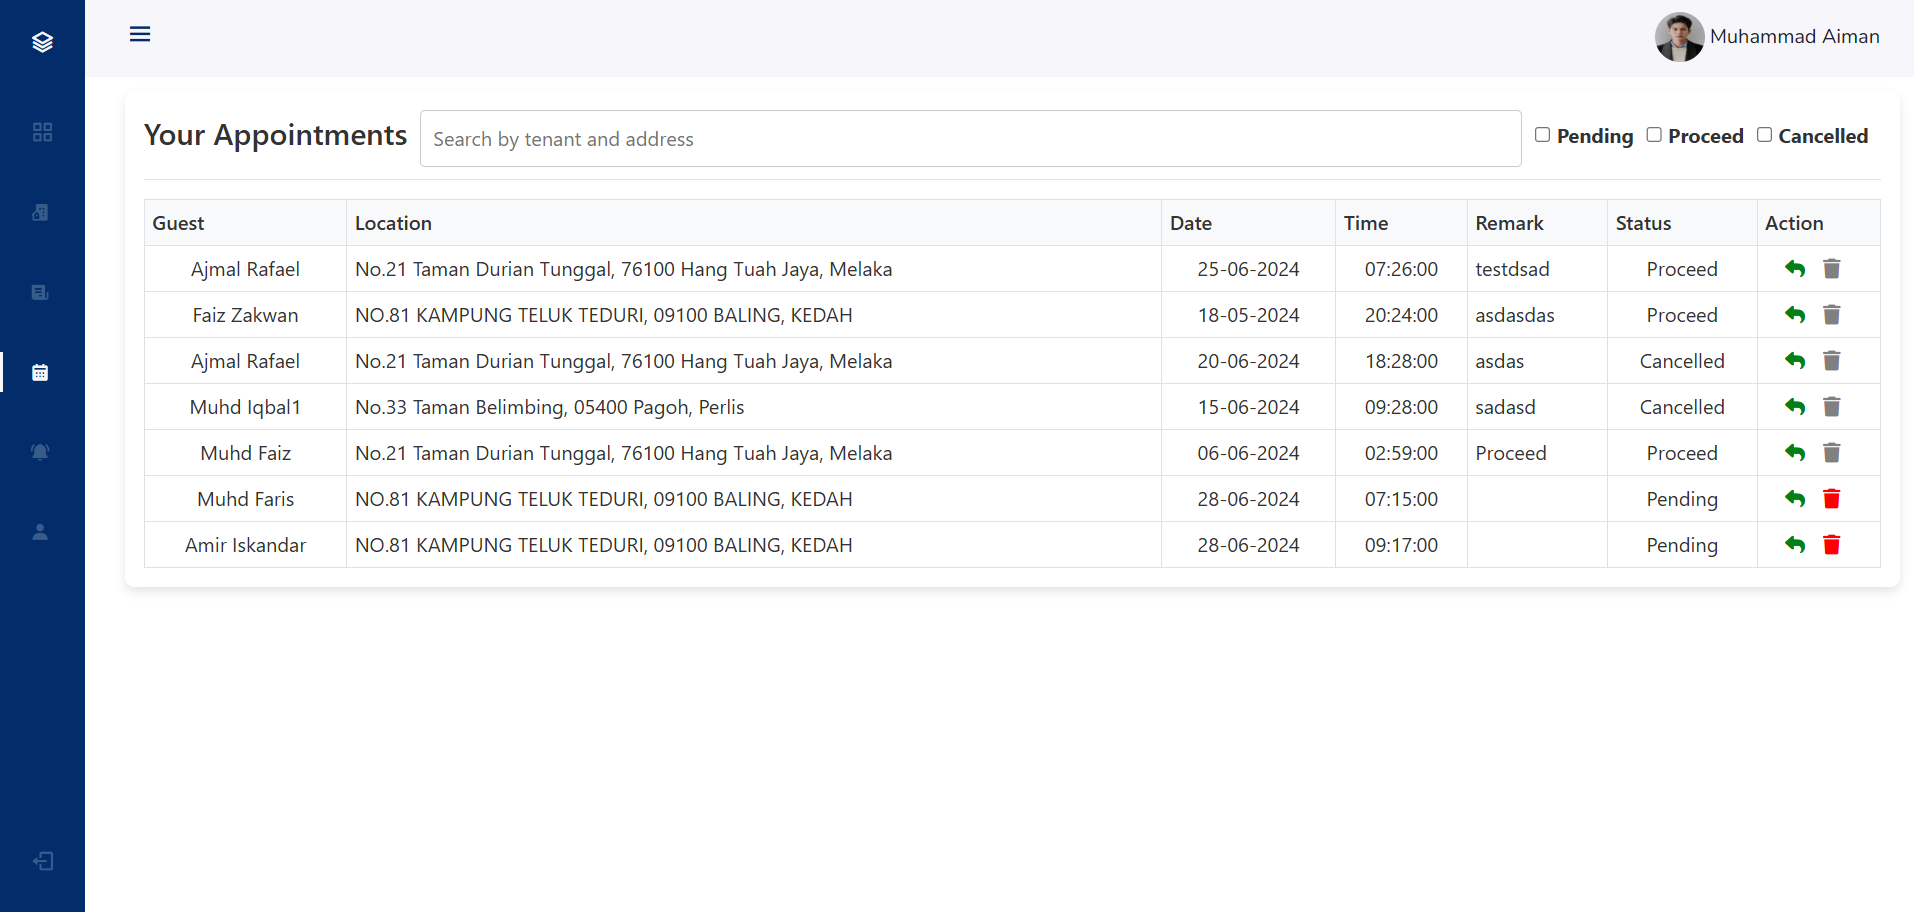 Muhammad Aiman
Your Appointments Search by tenant and address Pending Proceed Cancelled
Guest Location Date Time Remark Status Action
Ajmal Rafael No.21 Taman Durian Tunggal, 76100 Hang Tuah Jaya, Melaka 25-06-2024 07:26:00 testdsad Proceed
Faiz Zakwan NO.81 KAMPUNG TELUK TEDURI, 09100 BALING, KEDAH 18-05-2024 20:24:00 asdasdas Proceed
Ajmal Rafael No.21 Taman Durian Tunggal, 76100 Hang Tuah Jaya, Melaka 20-06-2024 18:28:00 asdas Cancelled
Muhd Iqbal1 No.33 Taman Belimbing, 05400 Pagoh, Perlis 15-06-2024 09:28:00 sadasd Cancelled
Muhd Faiz No.21 Taman Durian Tunggal, 76100 Hang Tuah Jaya, Melaka 06-06-2024 02:59:00 Proceed Proceed
Muhd Faris NO.81 KAMPUNG TELUK TEDURI, 09100 BALING, KEDAH 28-06-2024 07:15:00 Pending
Amir Iskandar NO.81 KAMPUNG TELUK TEDURI, 09100 BALING, KEDAH 28-06-2024 09:17:00 Pending